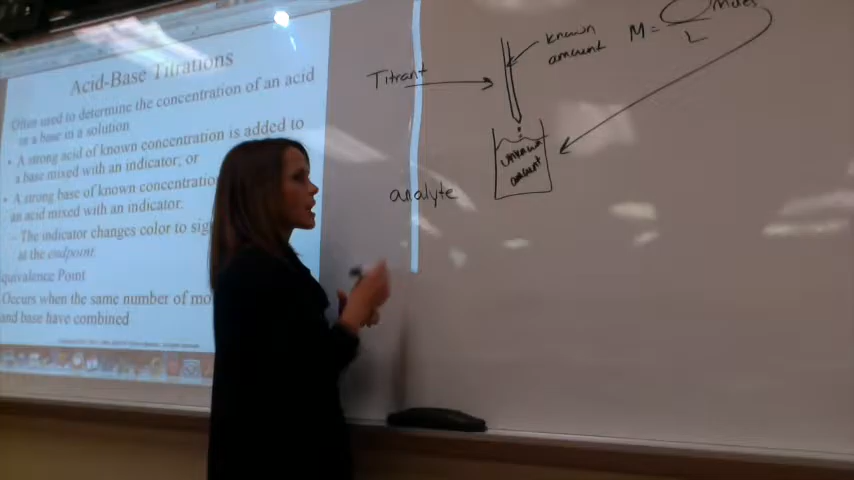 Acid-Base Titrations
Often used to determine the concentration of an acid
or a base in a solution
• A strong acid of known concentration is added to
a base mixed with an indicator, or
• A strong base of known concentration
an acid mixed with an indicator.
– The indicator changes color to sig
at the endpoint
quivalence Point
Occurs when the same number of mo
and base have combined
Titrant
known
amount
M = moles
L
unknown
amount
analyte